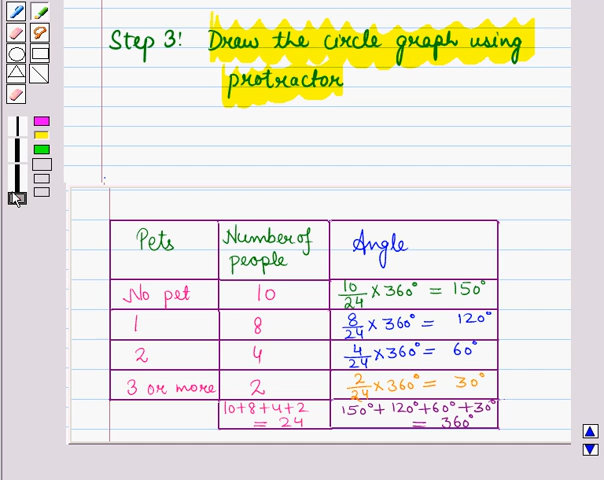 Step 3: Draw the circle graph using
protractor
Pets Number of people Angle
No pet 10 10/24 × 360° = 150°
1 8 8/24 × 360° = 120°
2 4 4/24 × 360° = 60°
3 or more 2 2/24 × 360° = 30°
10+8+4+2 = 24 150°+ 120°+60°+30° = 360°